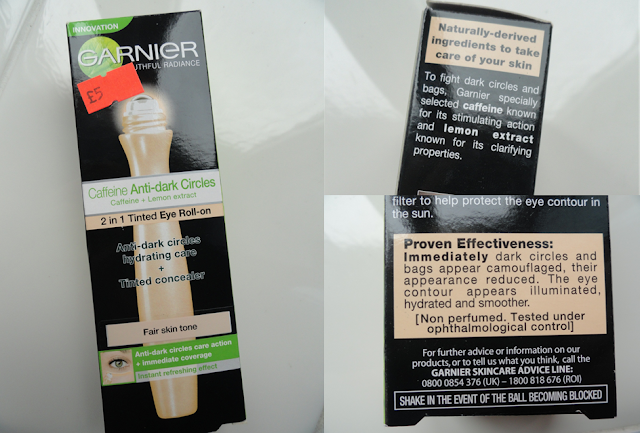 INNOVATION
GARNIER
YOUTHFUL RADIANCE
£5
Caffeine Anti-dark Circles
Caffeine + Lemon extract
2 in 1 Tinted Eye Roll-on
Anti-dark circles
hydrating care
+
Tinted concealer
Fair skin tone
Anti-dark circles care action
+ immediate coverage
Instant refreshing effect
Naturally-derived
ingredients to take
care of your skin
To fight dark circles and
bags, Garnier specially
selected caffeine known
for its stimulating action
and lemon extract
known for its clarifying
properties.
filter to help protect the eye contour in
the sun.
Proven Effectiveness:
Immediately dark circles and
bags appear camouflaged, their
appearance reduced. The eye
contour appears illuminated,
hydrated and smoother.
[Non perfumed. Tested under
ophthalmological control]
For further advice or information on our
products, or to tell us what you think, call the
GARNIER SKINCARE ADVICE LINE:
0800 0854 376 (UK) – 1800 818 676 (ROI)
SHAKE IN THE EVENT OF THE BALL BECOMING BLOCKED